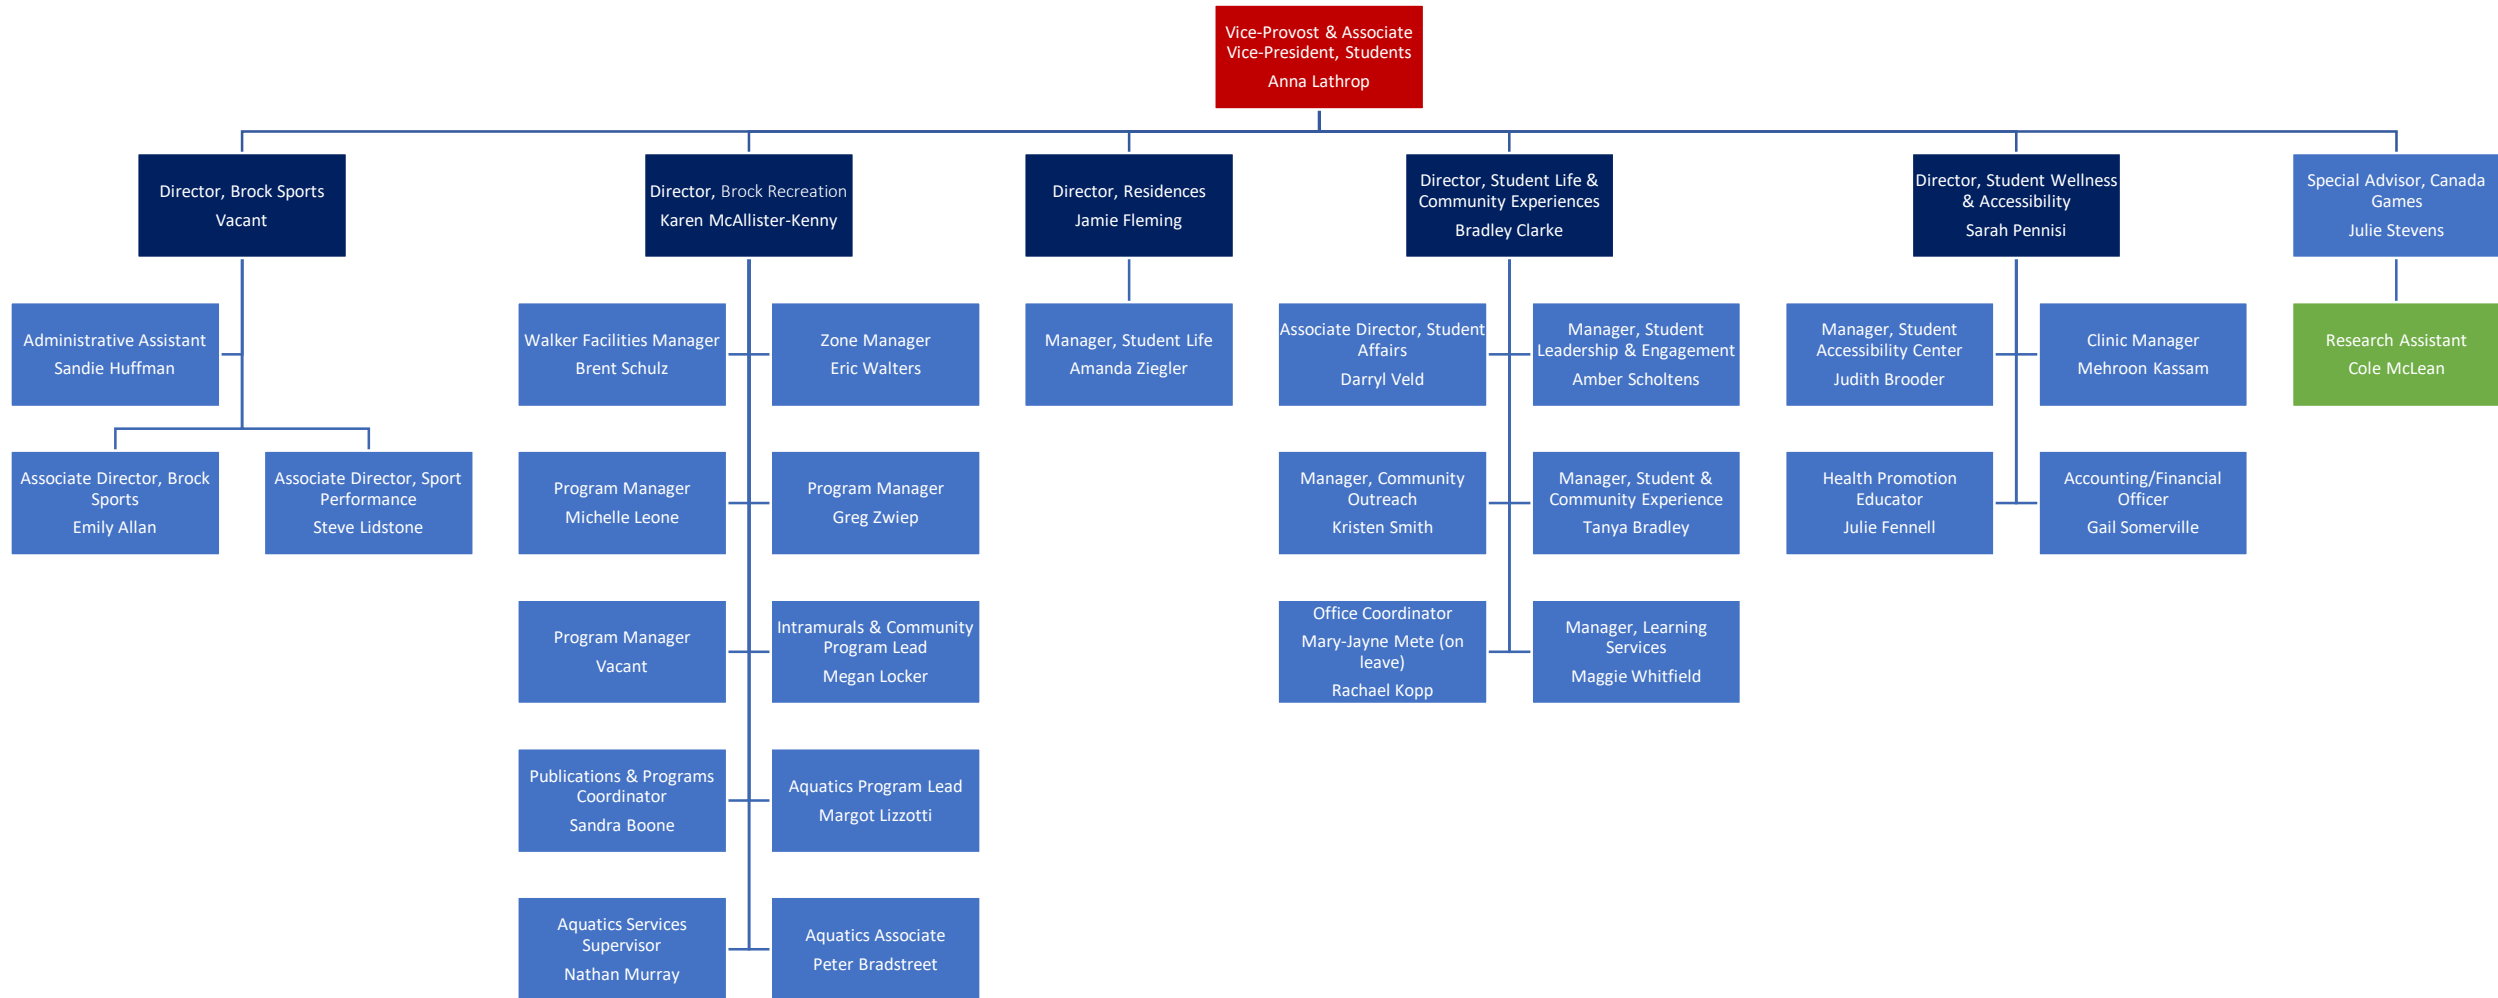 Vice-Provost & Associate
Vice-President, Students
Anna Lathrop
Director, Brock Sports
Vacant
Director, Brock Recreation
Karen McAllister-Kenny
Director, Residences
Jamie Fleming
Director, Student Life &
Community Experiences
Bradley Clarke
Director, Student Wellness
& Accessibility
Sarah Pennisi
Special Advisor, Canada
Games
Julie Stevens
Administrative Assistant
Sandie Huffman
Walker Facilities Manager
Brent Schulz
Zone Manager
Eric Walters
Manager, Student Life
Amanda Ziegler
Associate Director, Student
Affairs
Darryl Veld
Manager, Student
Leadership & Engagement
Amber Scholtens
Manager, Student
Accessibility Center
Judith Brooder
Clinic Manager
Mehroon Kassam
Research Assistant
Cole McLean
Associate Director, Brock
Sports
Emily Allan
Associate Director, Sport
Performance
Steve Lidstone
Program Manager
Michelle Leone
Program Manager
Greg Zwiep
Manager, Community
Outreach
Kristen Smith
Manager, Student &
Community Experience
Tanya Bradley
Health Promotion
Educator
Julie Fennell
Accounting/Financial
Officer
Gail Somerville
Program Manager
Vacant
Intramurals & Community
Program Lead
Megan Locker
Office Coordinator
Mary-Jayne Mete (on
leave)
Rachael Kopp
Manager, Learning
Services
Maggie Whitfield
Publications & Programs
Coordinator
Sandra Boone
Aquatics Program Lead
Margot Lizzotti
Aquatics Services
Supervisor
Nathan Murray
Aquatics Associate
Peter Bradstreet